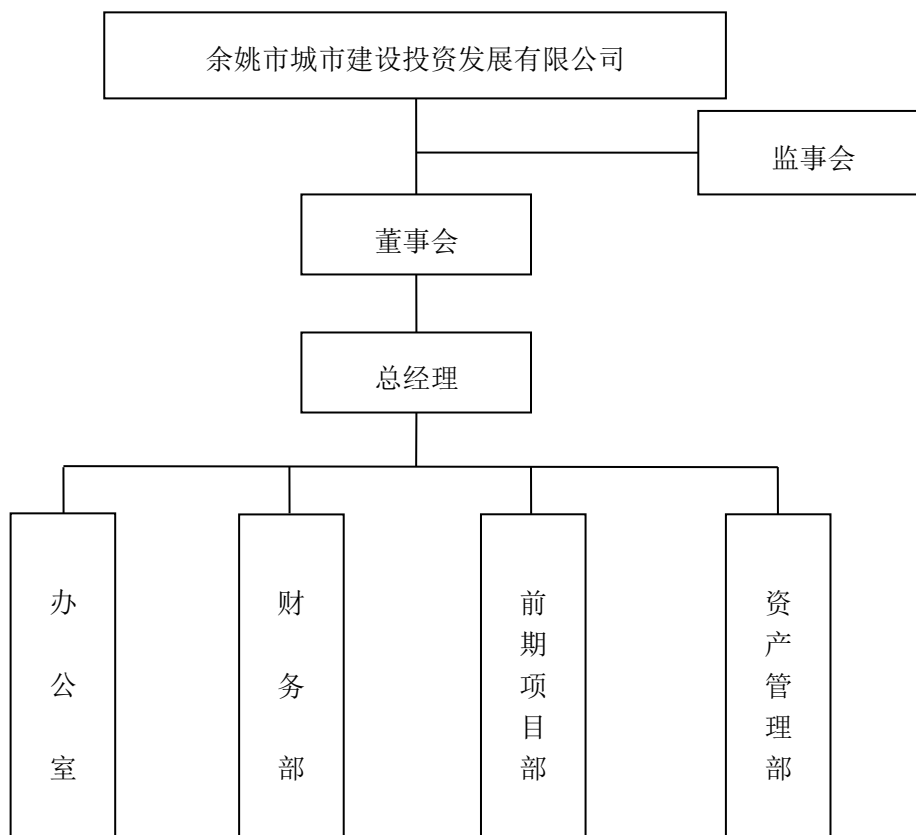 余姚市城市建设投资发展有限公司
监事会
董事会
总经理
办公室
财务部
前期项目部
资产管理部